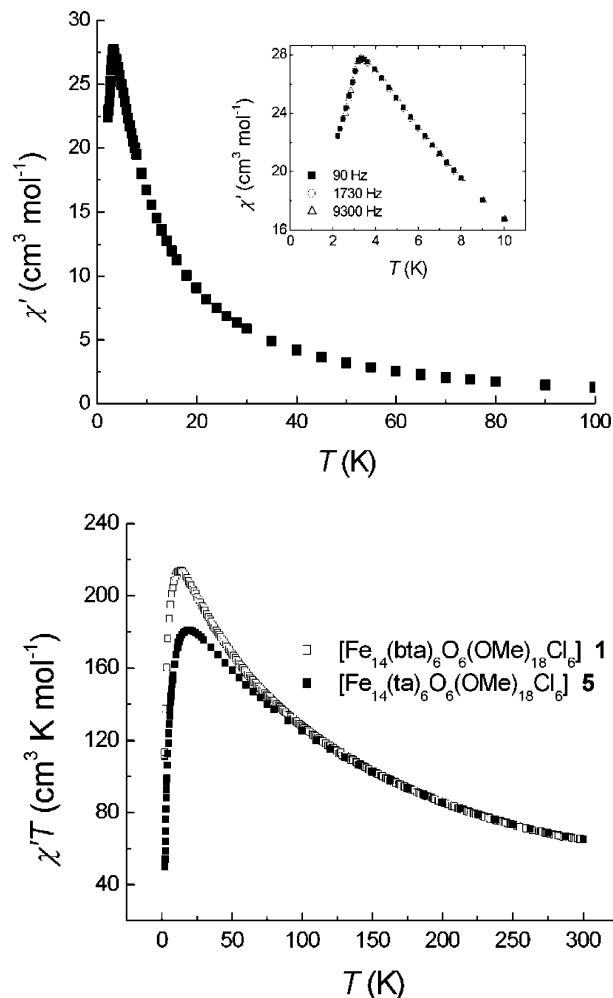 30
25
20
15
10
5
0
χ′ (cm³ mol⁻¹)
0 20 40 60 80 100
T (K)
28
24
20
16
χ′ (cm³ mol⁻¹)
90 Hz
1730 Hz
9300 Hz
0 2 4 6 8 10
T (K)
240
200
160
120
80
40
χ′T (cm³ K mol⁻¹)
[Fe₁₄(bta)₆O₆(OMe)₁₈Cl₆] 1
[Fe₁₄(ta)₆O₆(OMe)₁₈Cl₆] 5
0 50 100 150 200 250 300
T (K)